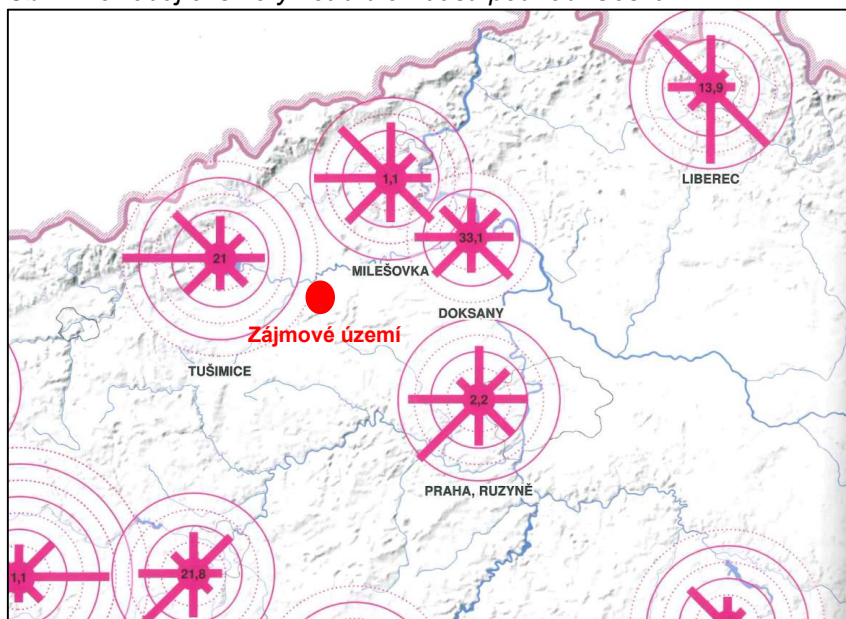 13,9
LIBEREC
1,1
MILEŠOVKA
33,1
DOKSANY
21
TUŠIMICE
Zájmové území
2,2
PRAHA, RUZYNĚ
1,1
21,8